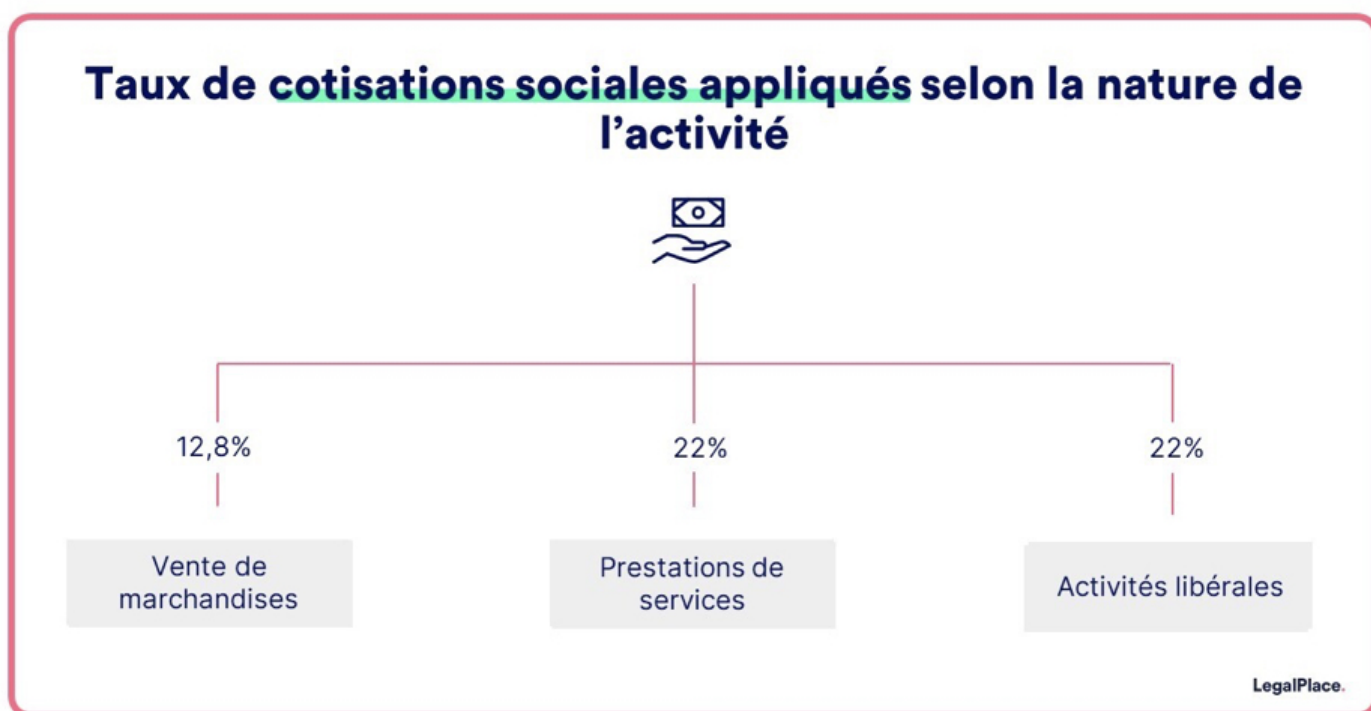 Taux de cotisations sociales appliqués selon la nature de
l’activité
12,8%
22%
22%
Vente de
marchandises
Prestations de
services
Activités libérales
LegalPlace.